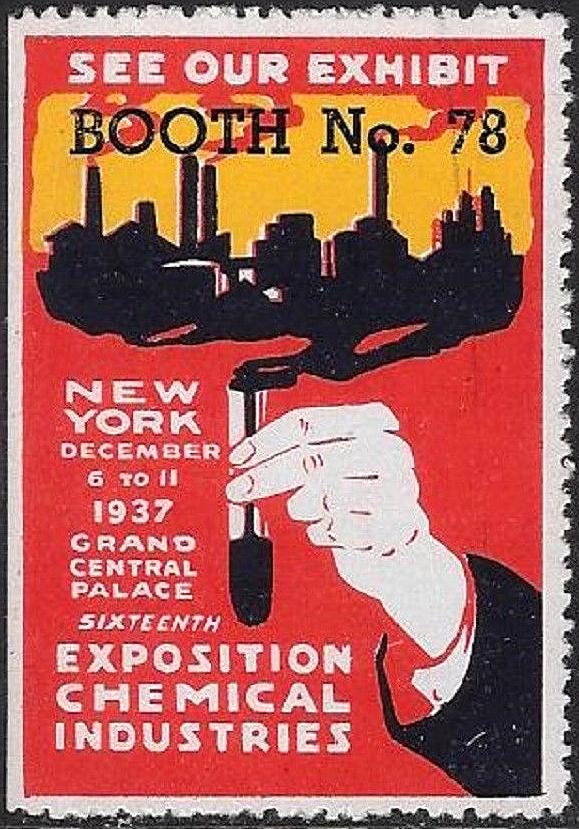 SEE OUR EXHIBIT
BOOTH No. 78
NEW
YORK
DECEMBER
6 TO 11
1937
GRAND
CENTRAL
PALACE
SIXTEENTH
EXPOSITION
CHEMICAL
INDUSTRIES